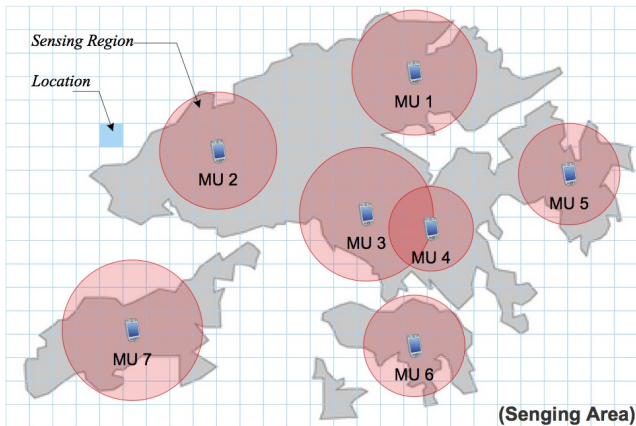 Sensing Region
Location
MU 1
MU 2
MU 5
MU 3
MU 4
MU 7
MU 6
(Senging Area)